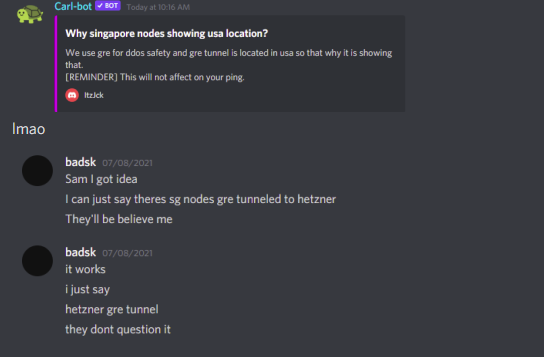 Carl-bot ✓ BOT Today at 10:16 AM
Why singapore nodes showing usa location?
We use gre for ddos safety and gre tunnel is located in usa so that why it is showing
that.
[REMINDER] This will not affect on your ping.
ItzJck
lmao
badsk 07/08/2021
Sam I got idea
I can just say theres sg nodes gre tunneled to hetzner
They'll be believe me
badsk 07/08/2021
it works
i just say
hetzner gre tunnel
they dont question it